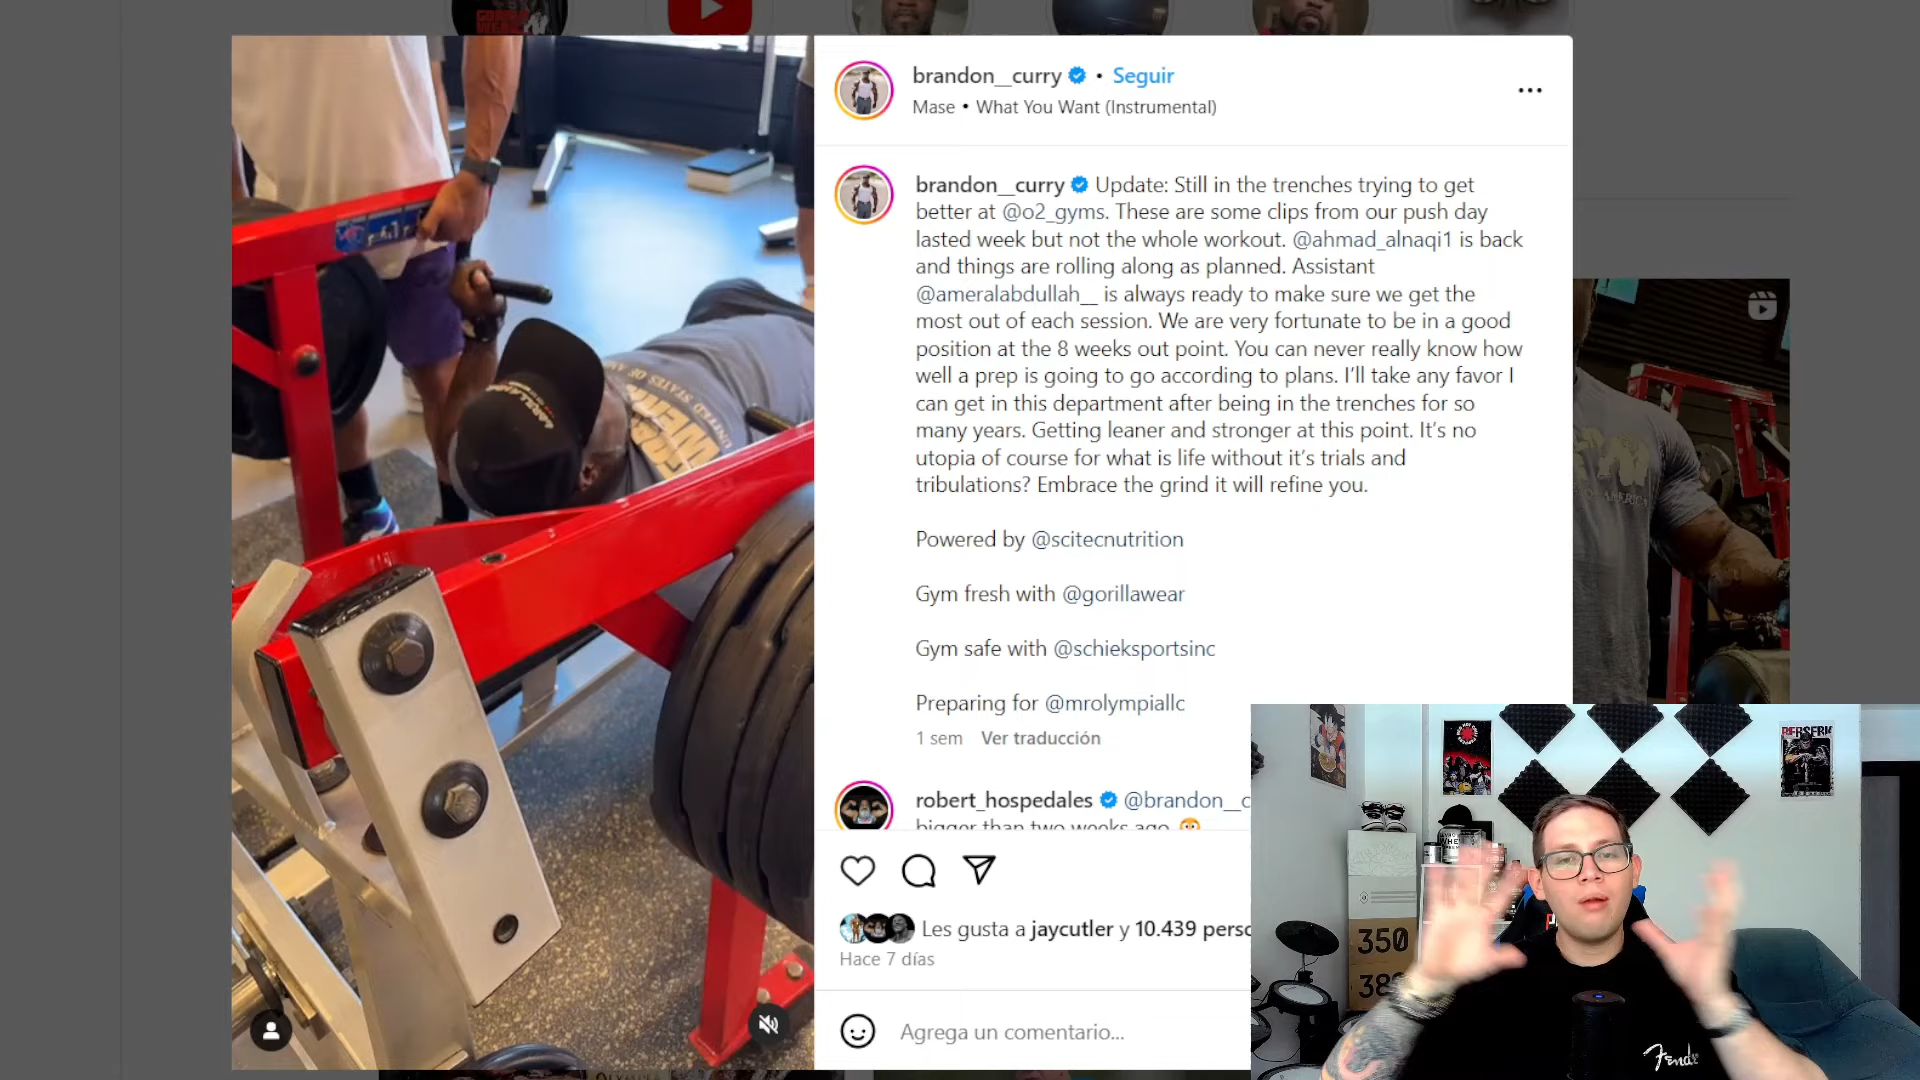 brandon__curry • Seguir
Mase • What You Want (Instrumental)
brandon__curry Update: Still in the trenches trying to get
better at @o2_gyms. These are some clips from our push day
lasted week but not the whole workout. @ahmad_alnaqi1 is back
and things are rolling along as planned. Assistant
@ameralabdullah__ is always ready to make sure we get the
most out of each session. We are very fortunate to be in a good
position at the 8 weeks out point. You can never really know how
well a prep is going to go according to plans. I’ll take any favor I
can get in this department after being in the trenches for so
many years. Getting leaner and stronger at this point. It’s no
utopia of course for what is life without it’s trials and
tribulations? Embrace the grind it will refine you.
Powered by @scitecnutrition
Gym fresh with @gorillawear
Gym safe with @schieksportsinc
Preparing for @mrolympiallc
1 sem Ver traducción
robert_hospedales @brandon__c
bigger than two weeks ago
Les gusta a jaycutler y 10.439 perso
Hace 7 días
Agrega un comentario...
UNITED STATES OF AM
BERSERK
350
38
Fender